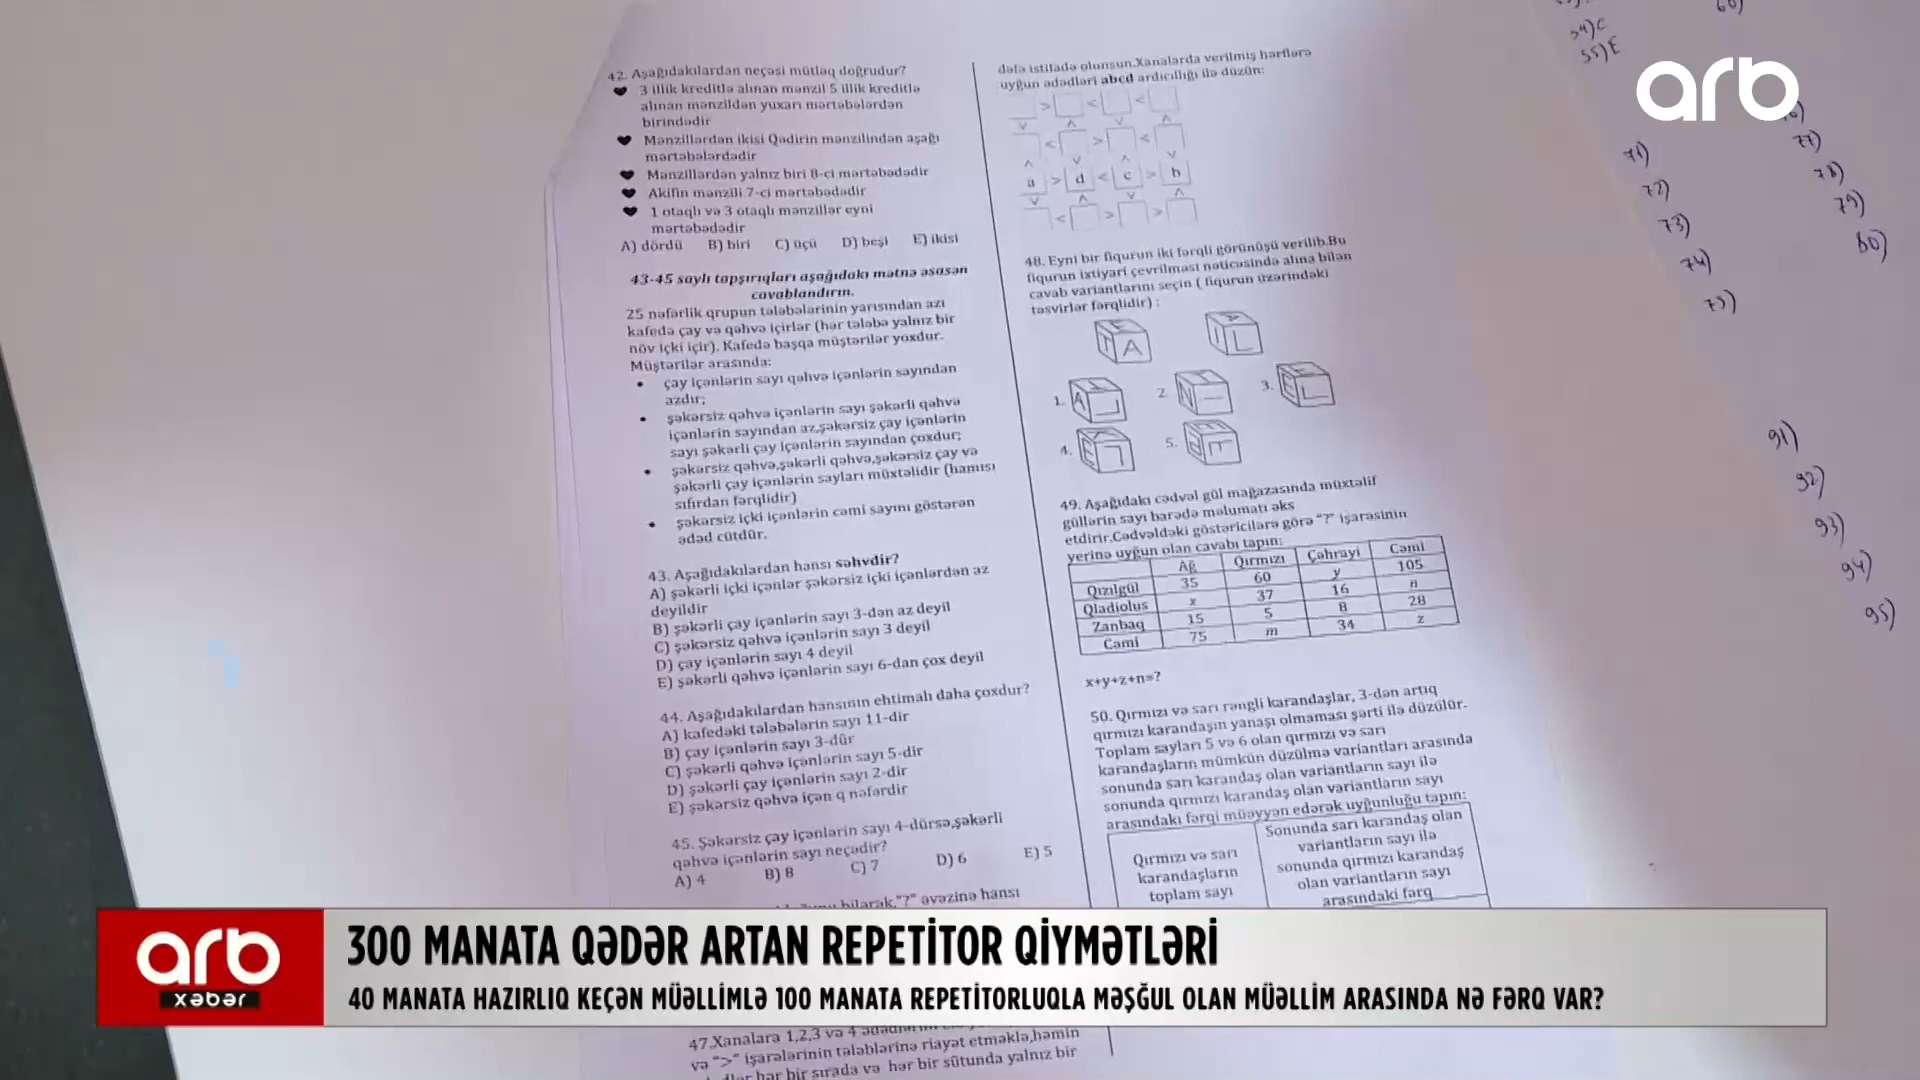 42. Aşağıdakılardan neçəsi mütləq doğrudur?
3 illik kreditlə alınan mənzil 5 illik kreditlə
alınan mənzildən yuxarı mərtəbələrdən
birindədir
Mənzillərdən ikisi Qədirin mənzilindən aşağı
mərtəbələrdədir
Mənzillərdən yalnız biri 8-ci mərtəbədədir
Akifin mənzili 7-ci mərtəbədədir
1 otaqlı və 3 otaqlı mənzillər eyni
mərtəbədədir
A) dördü B) biri C) üçü D) beşi E) ikisi
43-45 saylı tapşırıqları aşağıdakı mətnə əsasən
cavablandırın.
25 nəfərlik qrupun tələbələrinin yarısından azı
kafedə çay və qəhvə içirlər (hər tələbə yalnız bir
növ içki içir). Kafedə başqa müştərilər yoxdur.
Müştərilər arasında:
• çay içənlərin sayı qəhvə içənlərin sayından
azdır;
• şəkərsiz qəhvə içənlərin sayı şəkərli qəhvə
içənlərin sayından az,şəkərsiz çay içənlərin
sayı şəkərli çay içənlərin sayından çoxdur;
• şəkərsiz qəhvə,şəkərli qəhvə,şəkərsiz çay və
şəkərli çay içənlərin sayları müxtəlidir (hamısı
sıfırdan fərqlidir)
• şəkərsiz içki içənlərin cəmi sayını göstərən
ədəd cütdür.
43. Aşağıdakılardan hansı səhvdir?
A) şəkərli içki içənlər şəkərsiz içki içənlərdən az
deyildir
B) şəkərli çay içənlərin sayı 3-dən az deyil
C) şəkərsiz qəhvə içənlərin sayı 3 deyil
D) çay içənlərin sayı 4 deyil
E) şəkərli qəhvə içənlərin sayı 6-dan çox deyil
44. Aşağıdakılardan hansının ehtimalı daha çoxdur?
A) kafedəki tələbələrin sayı 11-dir
B) çay içənlərin sayı 3-dür
C) şəkərli qəhvə içənlərin sayı 5-dir
D) şəkərli çay içənlərin sayı 2-dir
E) şəkərsiz qəhvə içən q nəfərdir
45. Şəkərsiz çay içənlərin sayı 4-dürsə,şəkərli
qəhvə içənlərin sayı neçədir?
A) 4 B) 8 C) 7 D) 6 E) 5
bilərək,"?" əvəzinə hansı
47.Xanalara 1,2,3 və 4
və ">" işarələrinin tələblərinə riayət etməklə,həmin
hər bir sırada və hər bir sütunda yalnız bir
dəfə istifadə olunsun.Xanalarda verilmiş hərflərə
uyğun ədədləri abcd ardıcıllığı ilə düzün:
> < <
v ^ v ^
< > <
^ v ^ v
a > d < c > b
v ^ v ^
< > >
48. Eyni bir fiqurun iki fərqli görünüşü verilib.Bu
fiqurun ixtiyari çevrilməsi nəticəsində alına bilən
cavab variantlarını seçin ( fiqurun üzərindəki
təsvirlər fərqlidir) :
A L
1. 2. 3.
4. 5.
49. Aşağıdakı cədvəl gül mağazasında müxtəlif
güllərin sayı barədə məlumatı əks
etdirir.Cədvəldəki göstəricilərə görə "?" işarəsinin
yerinə uyğun olan cavabı tapın:
Ağ Qırmızı Çəhrayi Cəmi
Qızılgül 35 60 y 105
Qladiolus x 37 16 n
Zanbaq 15 5 8 28
Cəmi 75 m 34 z
x+y+z+n=?
50. Qırmızı və sarı rəngli karandaşlar, 3-dən artıq
qırmızı karandaşın yanaşı olmaması şərti ilə düzülür.
Toplam sayları 5 və 6 olan qırmızı və sarı
karandaşların mümkün düzülmə variantları arasında
sonunda sarı karandaş olan variantların sayı ilə
sonunda qırmızı karandaş olan variantların sayı
arasındakı fərqi müəyyən edərək uyğunluğu tapın:
Qırmızı və sarı
karandaşların
toplam sayı
Sonunda sarı karandaş olan
variantların sayı ilə
sonunda qırmızı karandaş
olan variantların sayı
arasındakı fərq
54) C
55) E
60)
71)
72)
73)
74)
75)
76)
77)
78)
79)
80)
91)
92)
93)
94)
95)
arb
arb
xəbər
300 MANATA QƏDƏR ARTAN REPETİTOR QİYMƏTLƏRİ
40 MANATA HAZIRLIQ KEÇƏN MÜƏLLİMLƏ 100 MANATA REPETİTORLUQLA MƏŞĞUL OLAN MÜƏLLİM ARASINDA NƏ FƏRQ VAR?